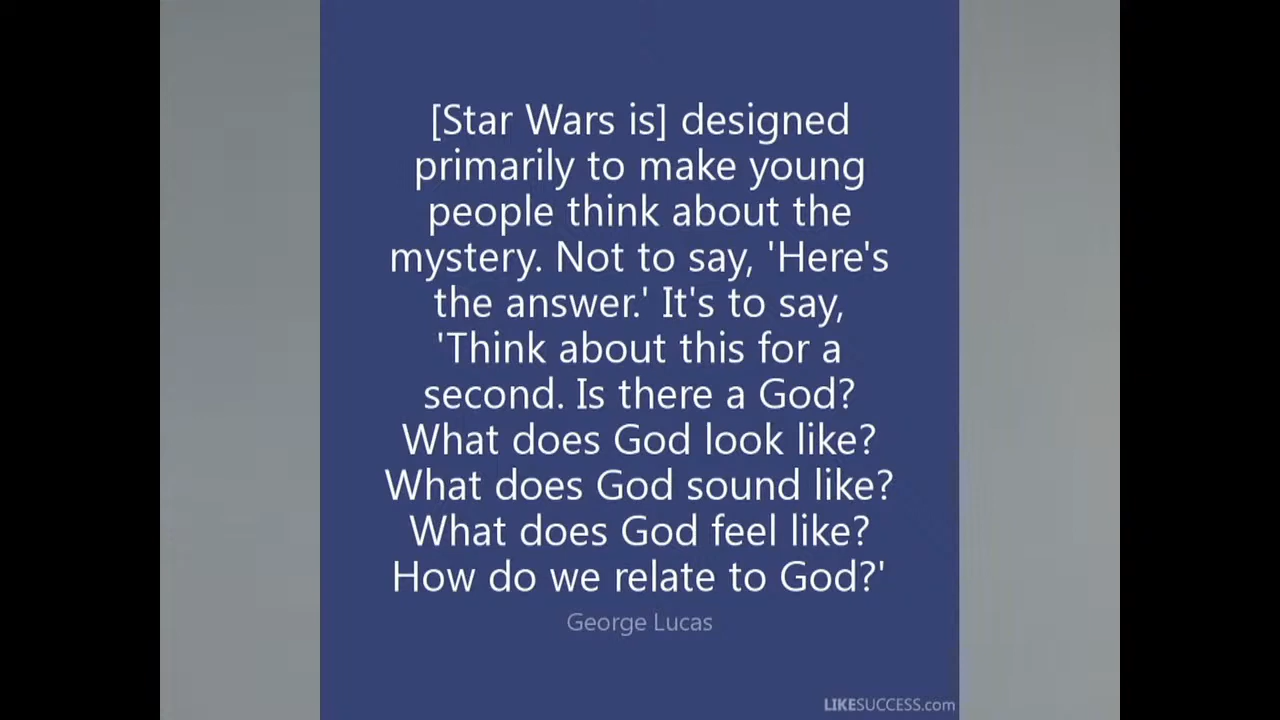 [Star Wars is] designed
primarily to make young
people think about the
mystery. Not to say, 'Here's
the answer.' It's to say,
'Think about this for a
second. Is there a God?
What does God look like?
What does God sound like?
What does God feel like?
How do we relate to God?'
George Lucas
LIKESUCCESS.com